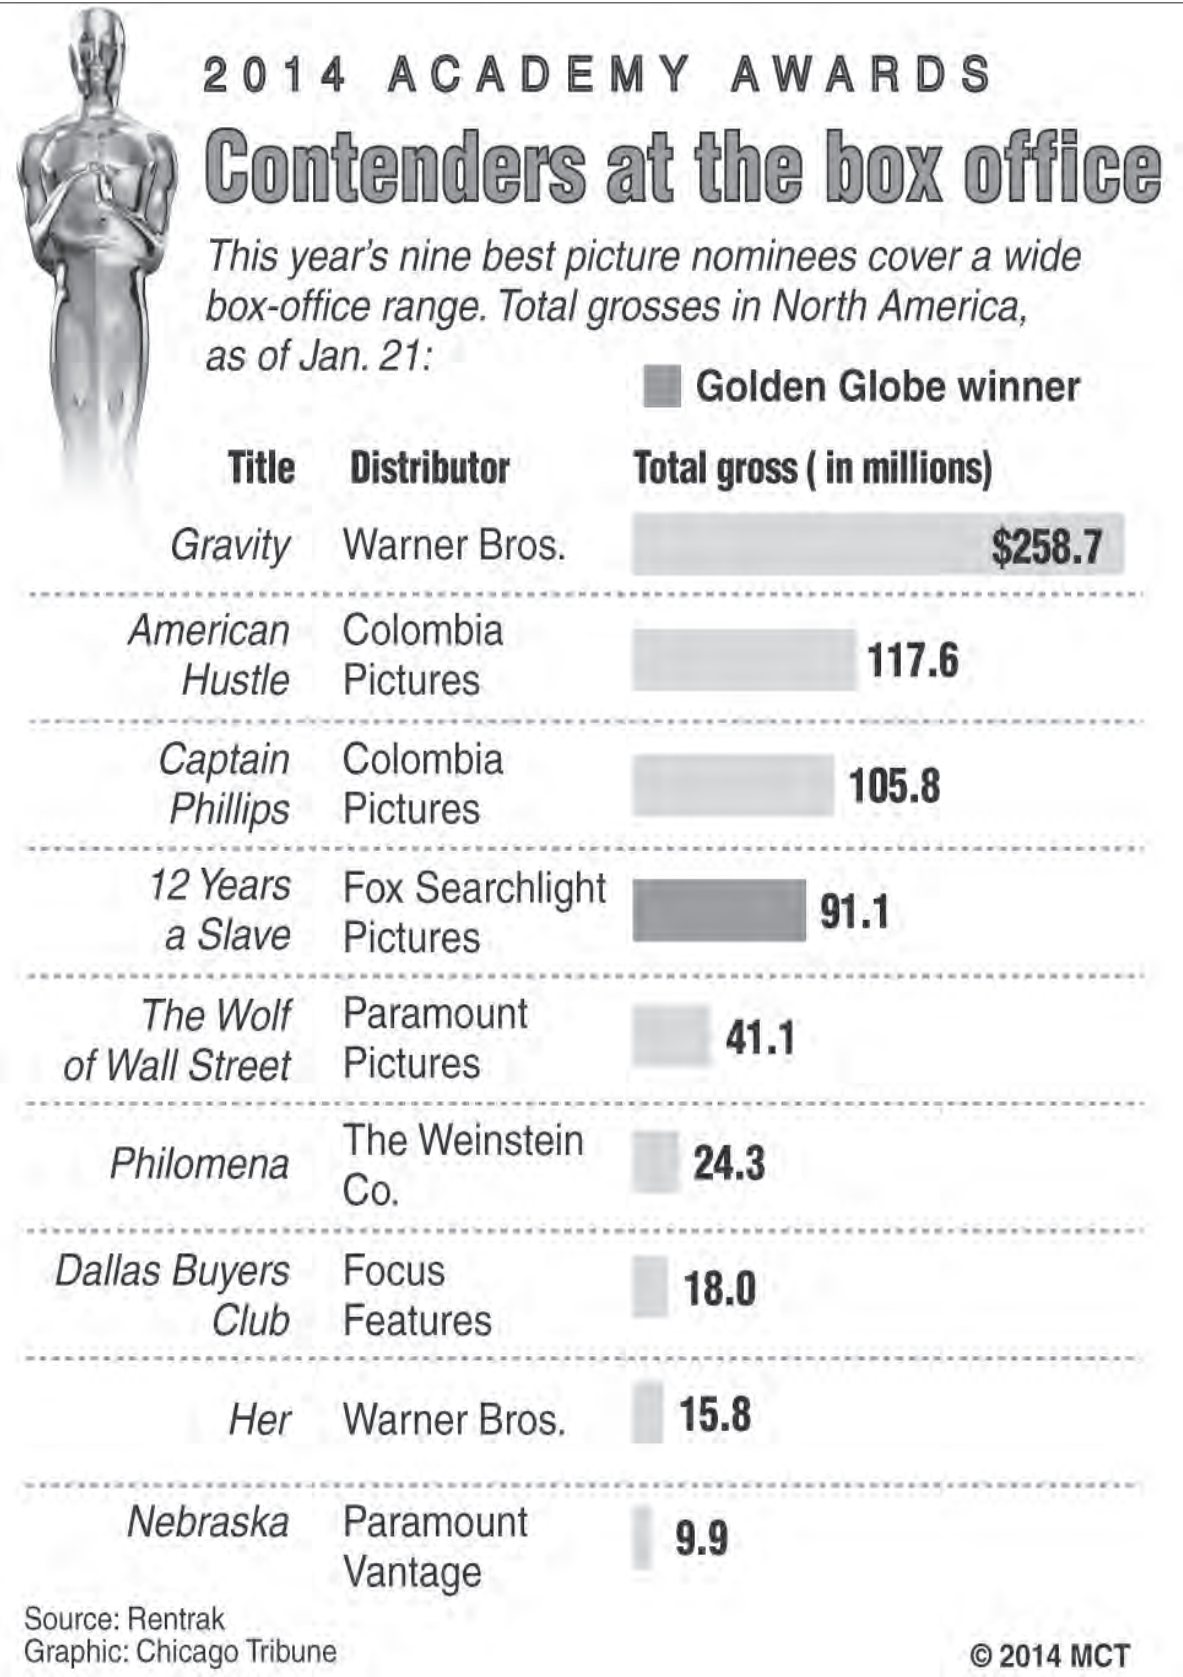 2014 ACADEMY AWARDS
Contenders at the box office
This year's nine best picture nominees cover a wide
box-office range. Total grosses in North America,
as of Jan. 21:
Golden Globe winner
Title Distributor Total gross ( in millions)
Gravity Warner Bros. $258.7
American Colombia
Hustle Pictures 117.6
Captain Colombia
Phillips Pictures 105.8
12 Years Fox Searchlight
a Slave Pictures 91.1
The Wolf Paramount
of Wall Street Pictures 41.1
Philomena The Weinstein
Co. 24.3
Dallas Buyers Focus
Club Features 18.0
Her Warner Bros. 15.8
Nebraska Paramount
Vantage 9.9
Source: Rentrak
Graphic: Chicago Tribune
© 2014 MCT